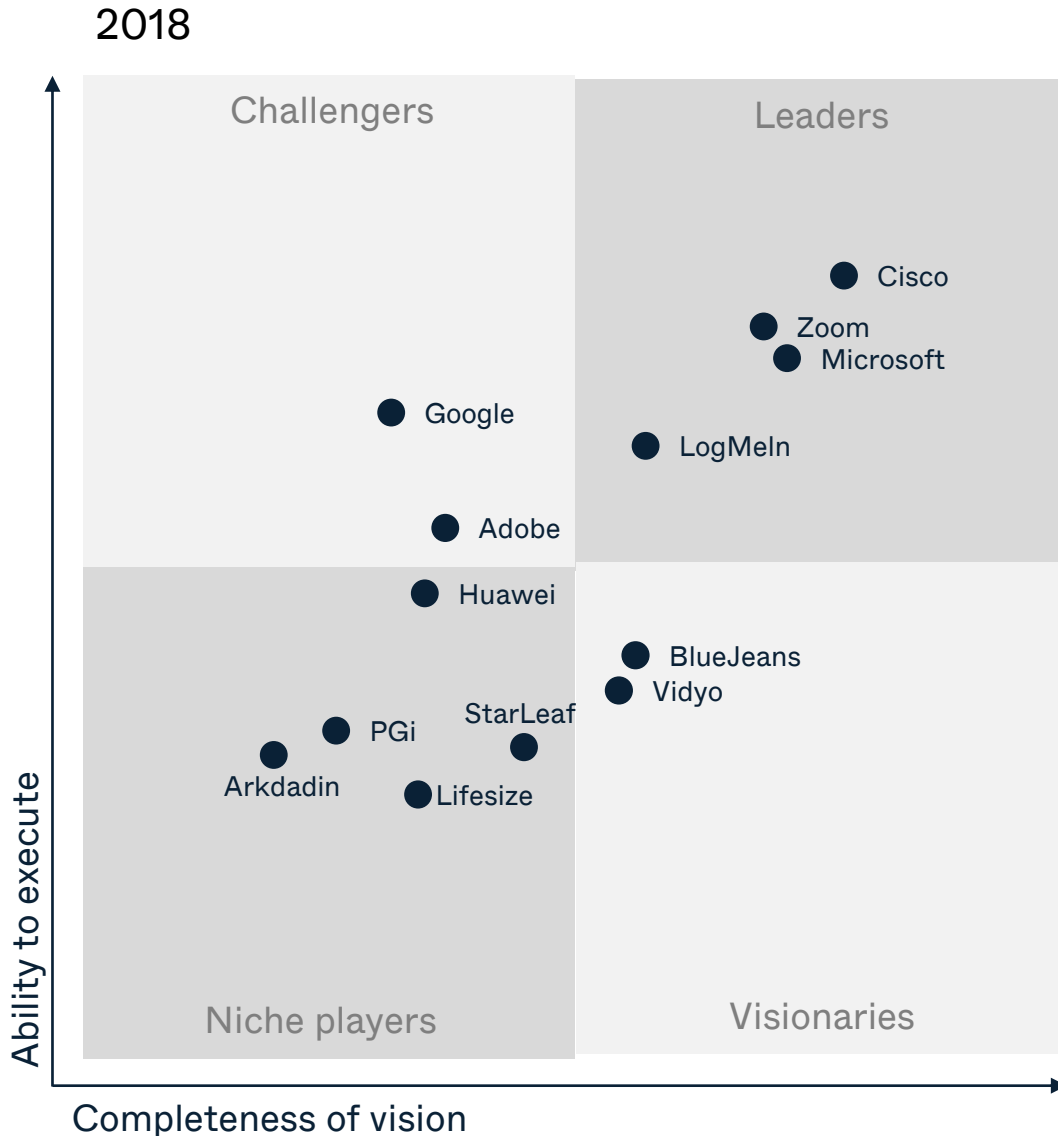 2018
Challengers
Leaders
Cisco
Zoom
Microsoft
Google
LogMeIn
Adobe
Huawei
BlueJeans
Vidyo
StarLeaf
PGi
Arkdadin
Lifesize
Ability to execute
Niche players
Visionaries
Completeness of vision